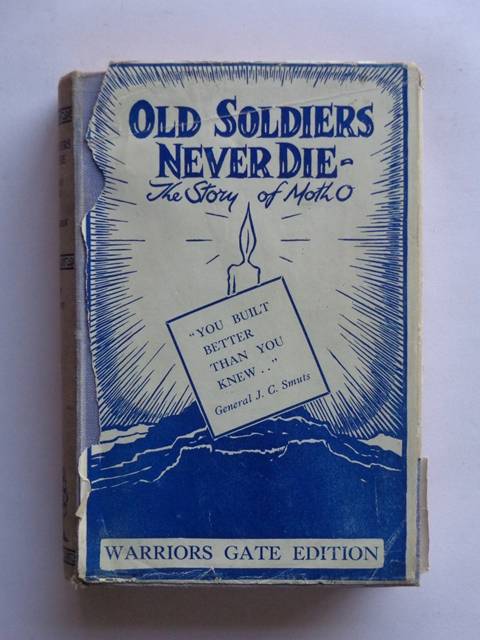 OLD SOLDIERS
NEVER DIE-
The Story of Moth O
"YOU BUILT
BETTER
THAN YOU
KNEW . ."
General J. C. Smuts
WARRIORS GATE EDITION